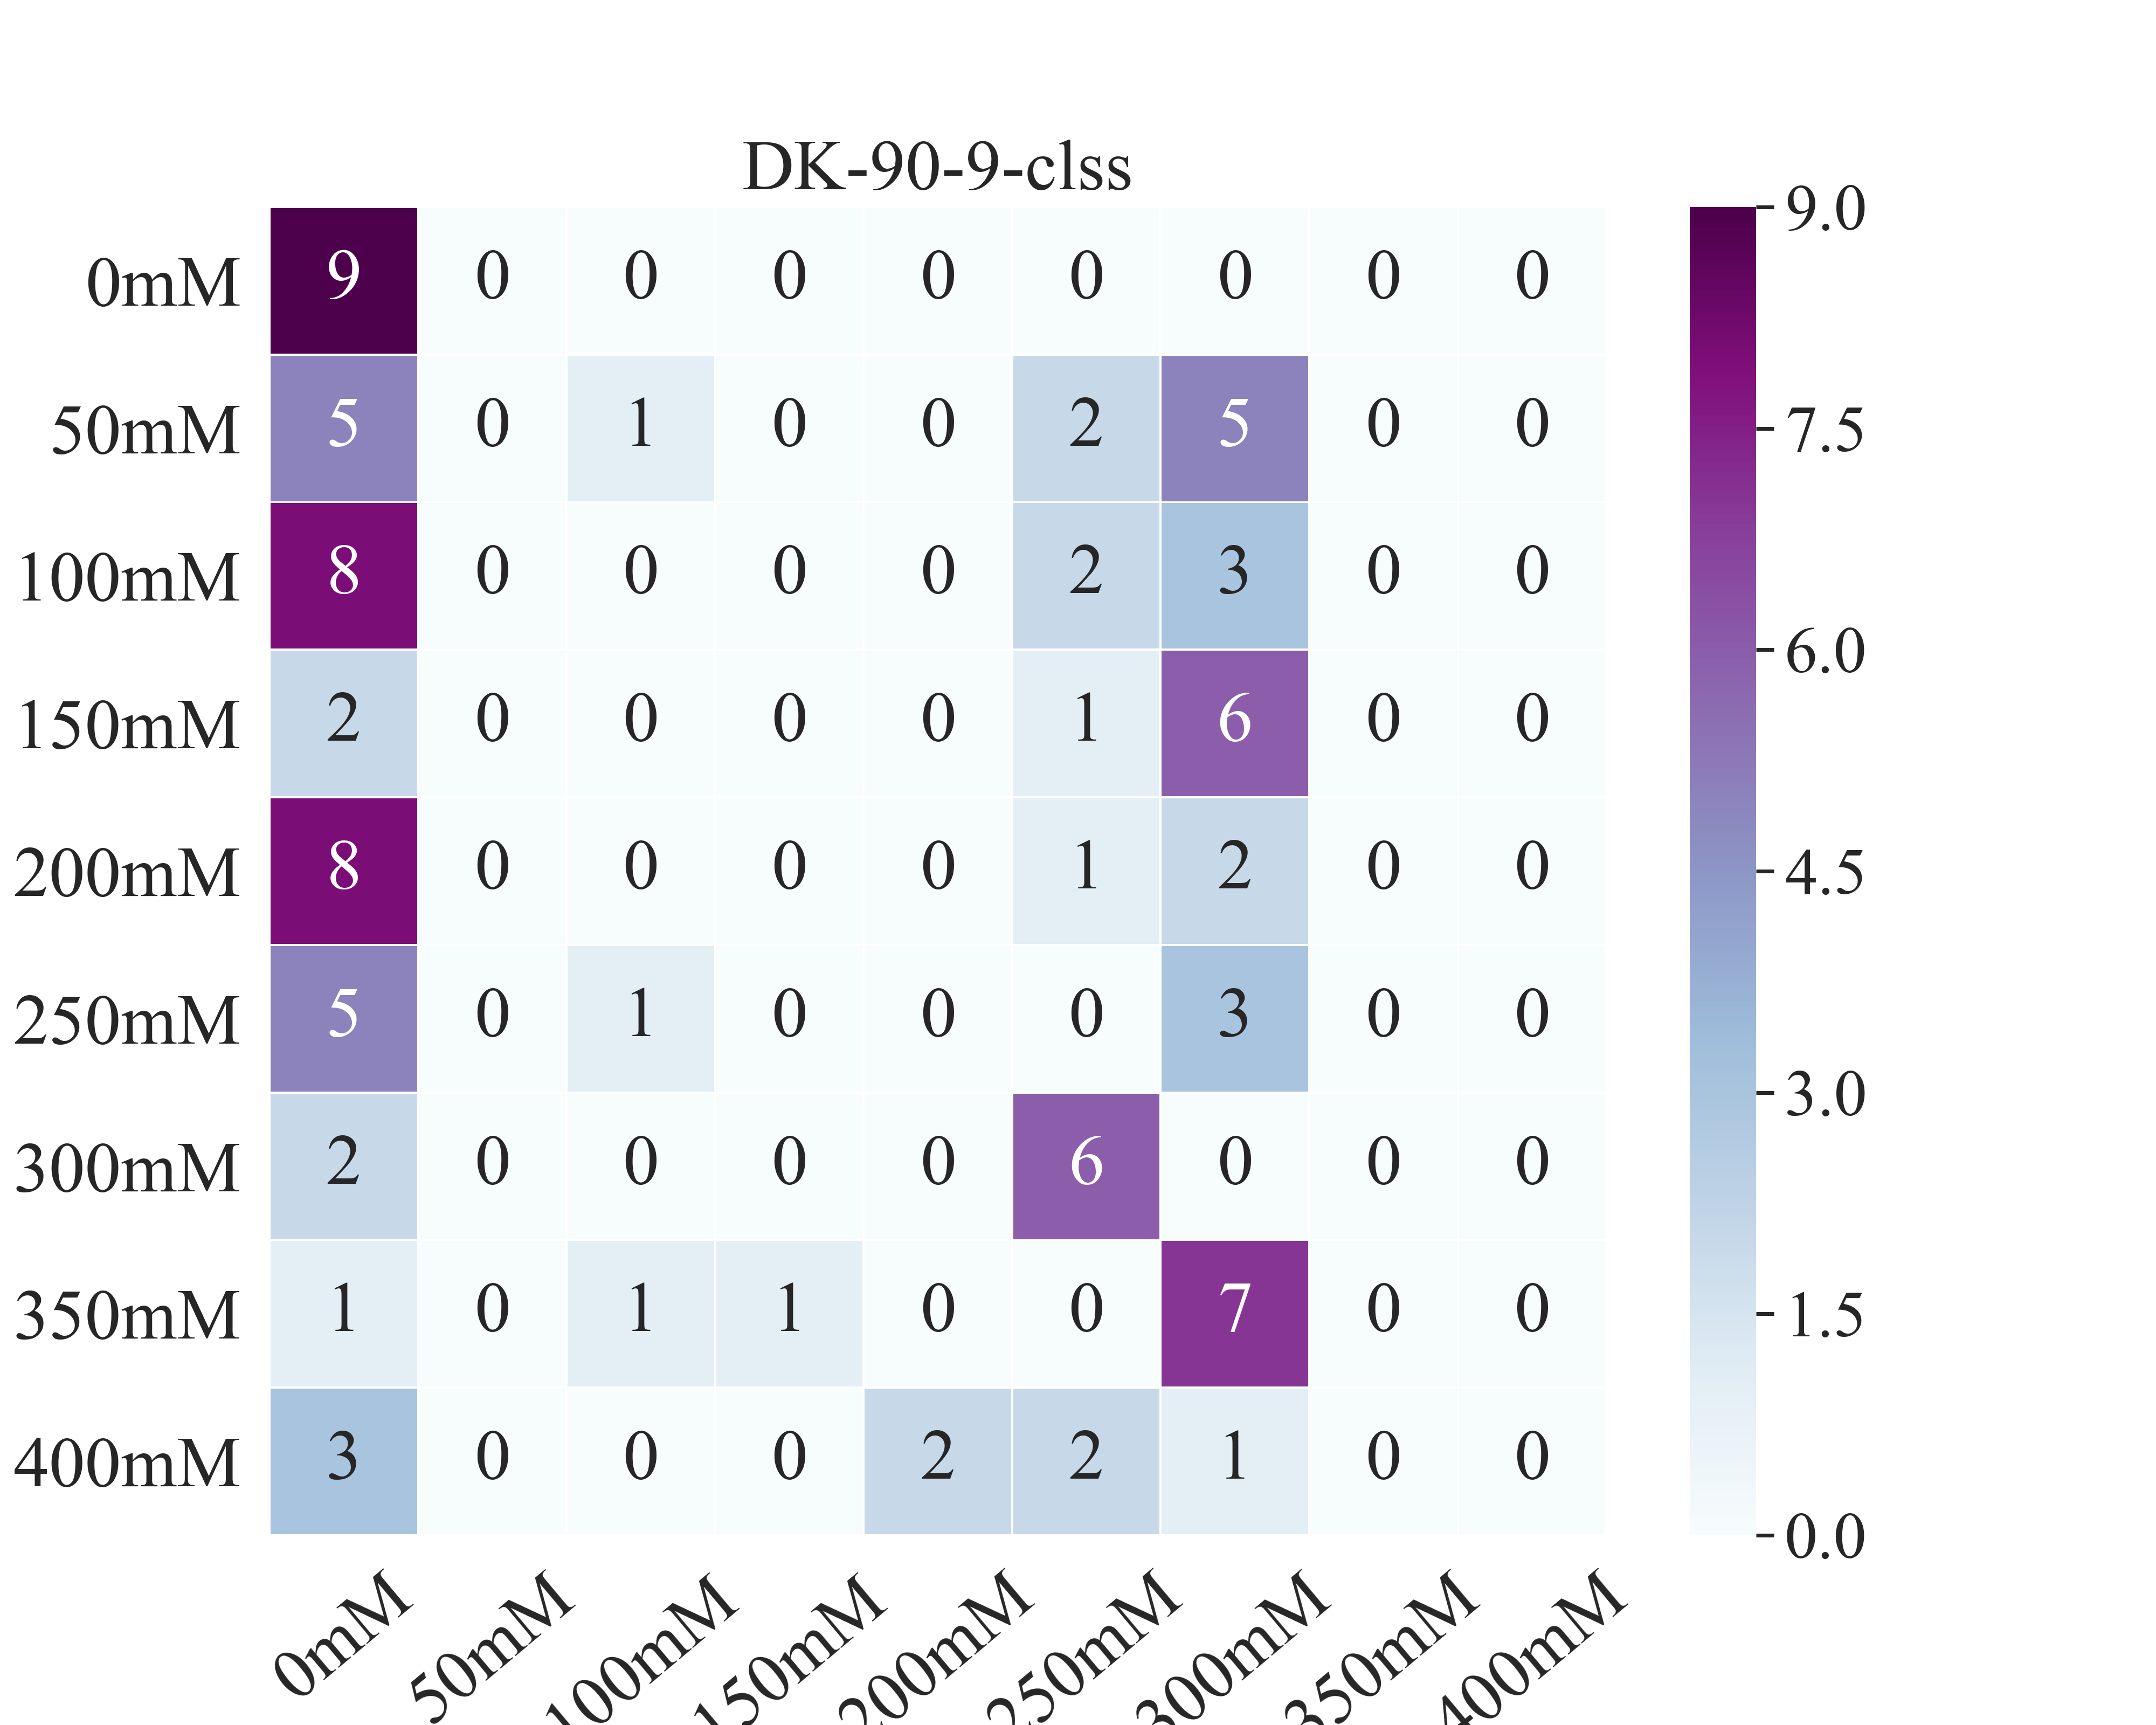 DK-90-9-clss
0mM 9 0 0 0 0 0 0 0 0
50mM 5 0 1 0 0 2 5 0 0
100mM 8 0 0 0 0 2 3 0 0
150mM 2 0 0 0 0 1 6 0 0
200mM 8 0 0 0 0 1 2 0 0
250mM 5 0 1 0 0 0 3 0 0
300mM 2 0 0 0 0 6 0 0 0
350mM 1 0 1 1 0 0 7 0 0
400mM 3 0 0 0 2 2 1 0 0
0mM 50mM 100mM 150mM 200mM 250mM 300mM 350mM 400mM
9.0
7.5
6.0
4.5
3.0
1.5
0.0